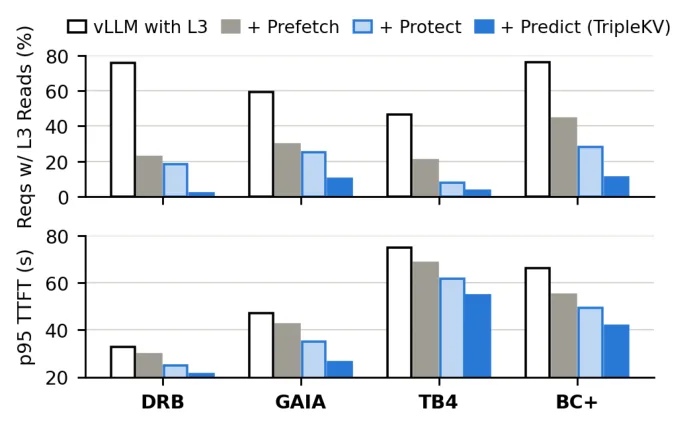 vLLM with L3 + Prefetch + Protect + Predict (TripleKV)
Reqs w/ L3 Reads (%)
80
60
40
20
0
p95 TTFT (s)
80
60
40
20
DRB GAIA TB4 BC+